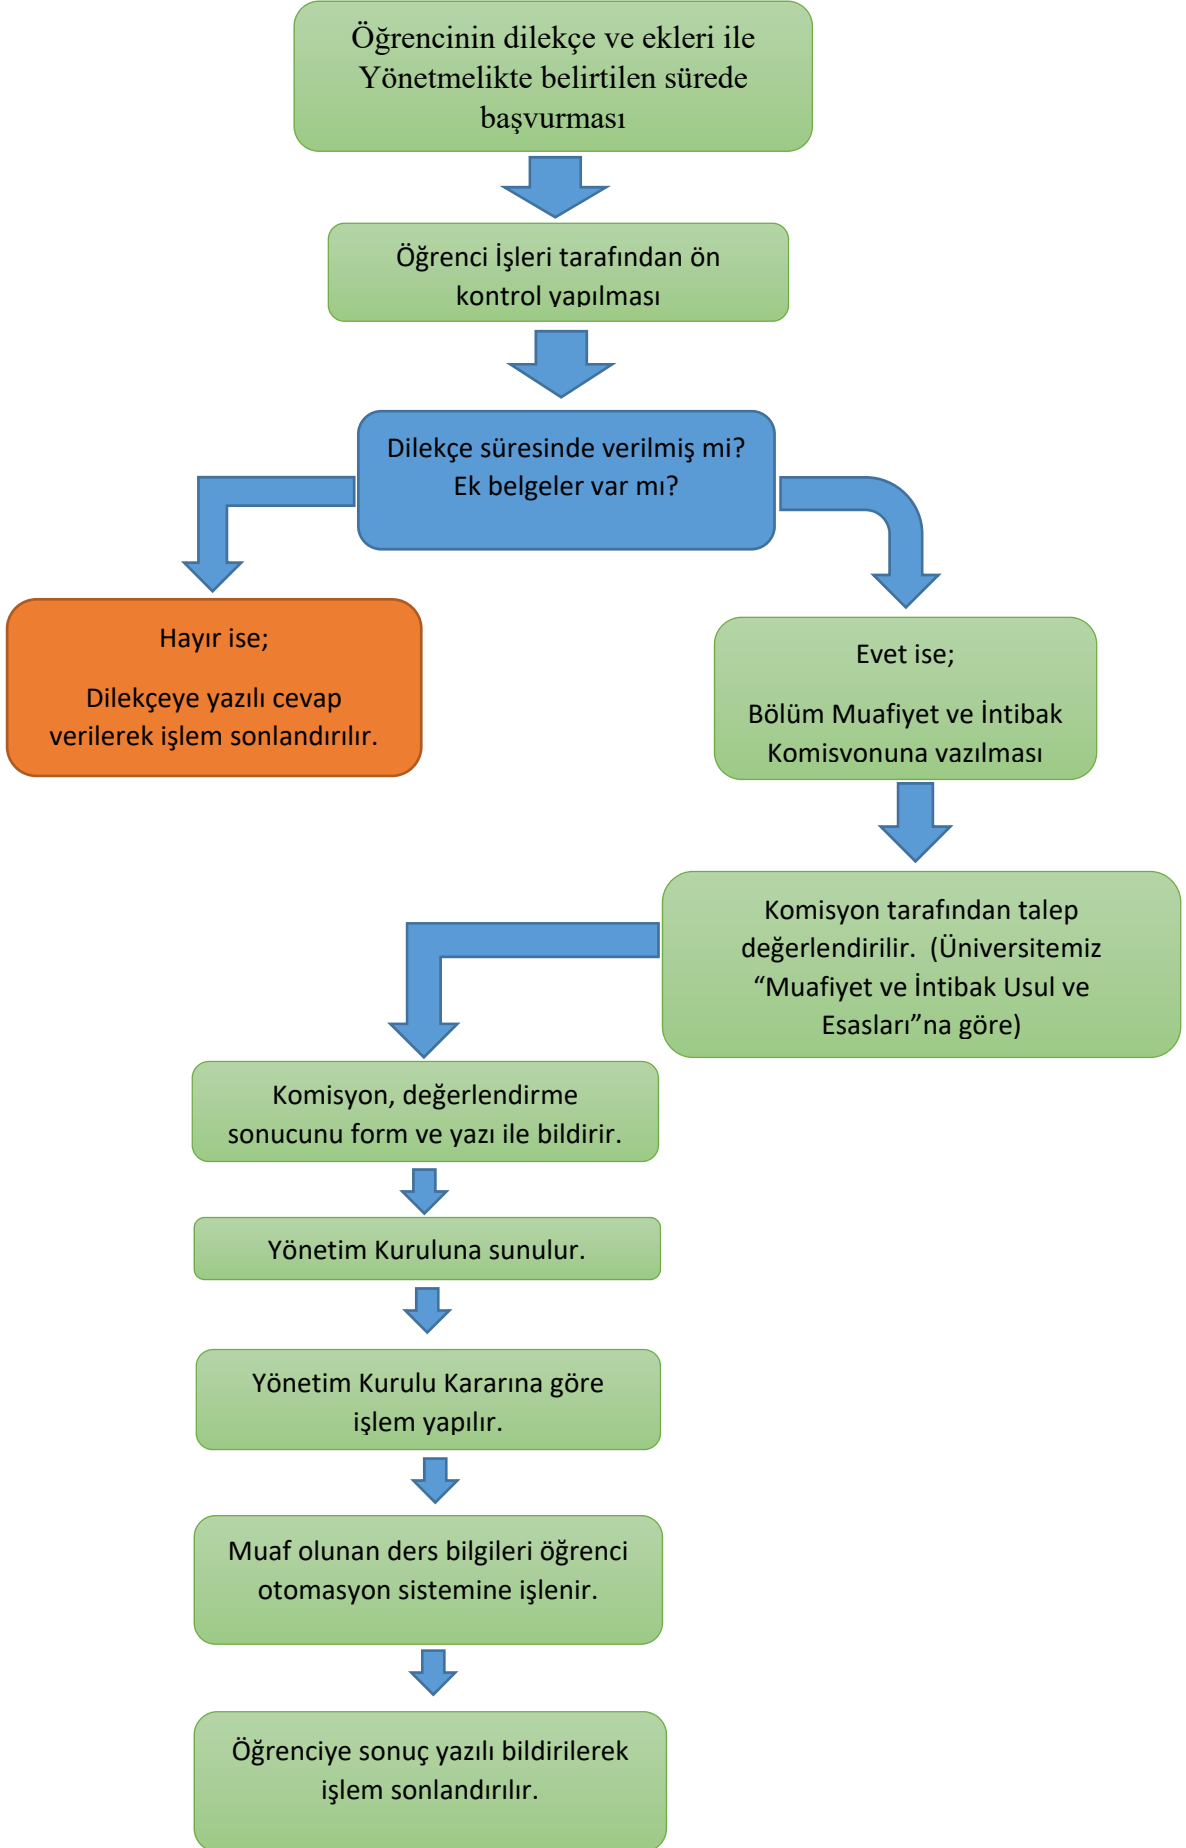 Öğrencinin dilekçe ve ekleri ile
Yönetmelikte belirtilen sürede
başvurması
Öğrenci İşleri tarafından ön
kontrol yapılması
Dilekçe süresinde verilmiş mi?
Ek belgeler var mı?
Hayır ise;
Dilekçeye yazılı cevap
verilerek işlem sonlandırılır.
Evet ise;
Bölüm Muafiyet ve İntibak
Komisyonuna yazılması
Komisyon tarafından talep
değerlendirilir.  (Üniversitemiz
“Muafiyet ve İntibak Usul ve
Esasları”na göre)
Komisyon, değerlendirme
sonucunu form ve yazı ile bildirir.
Yönetim Kuruluna sunulur.
Yönetim Kurulu Kararına göre
işlem yapılır.
Muaf olunan ders bilgileri öğrenci
otomasyon sistemine işlenir.
Öğrenciye sonuç yazılı bildirilerek
işlem sonlandırılır.